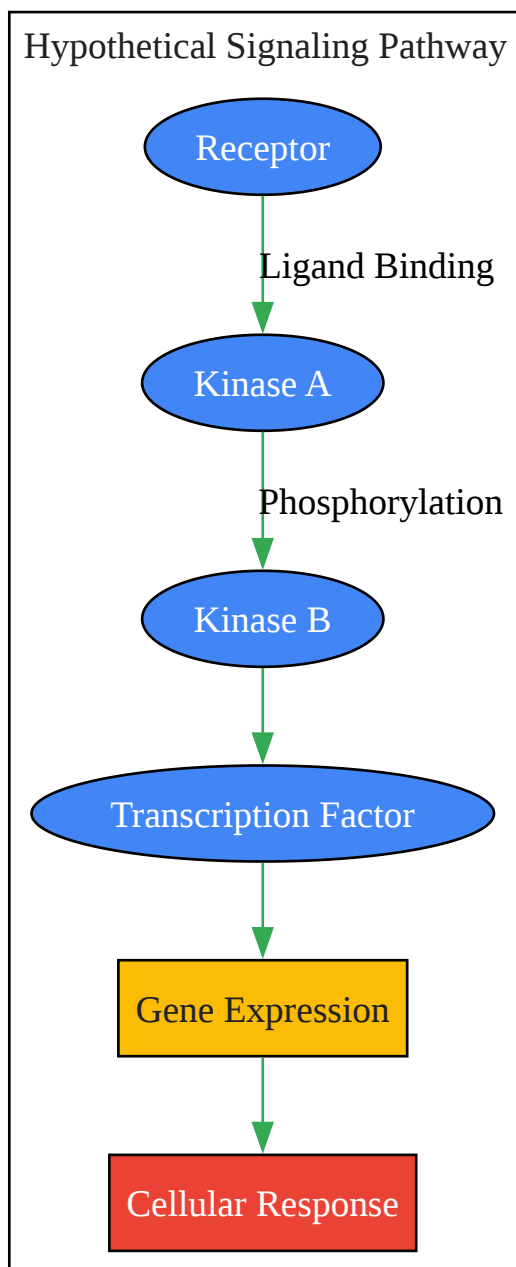 Hypothetical Signaling Pathway
Receptor
Ligand Binding
Kinase A
Phosphorylation
Kinase B
Transcription Factor
Gene Expression
Cellular Response